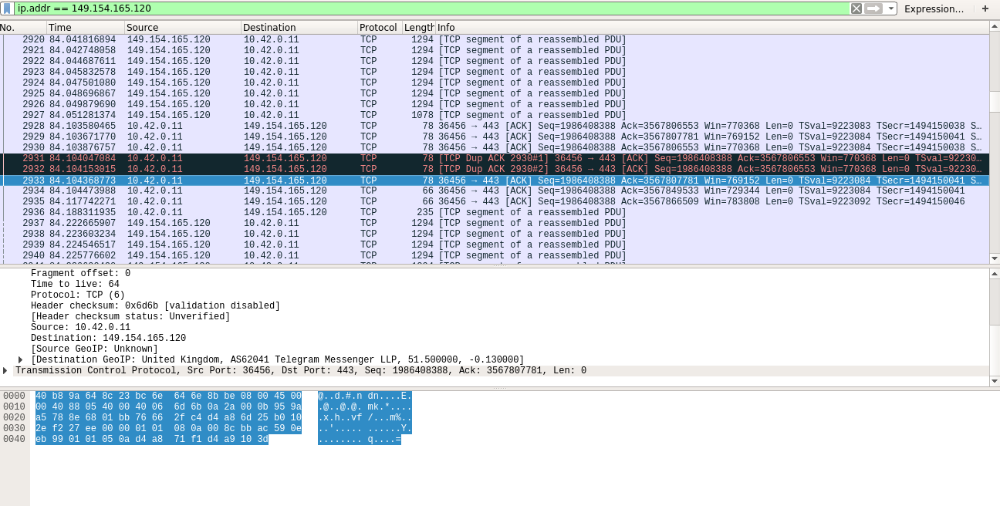 ip.addr == 149.154.165.120 Expression… +
No. Time Source Destination Protocol Length Info
2920 84.041816894 149.154.165.120 10.42.0.11 TCP 1294 [TCP segment of a reassembled PDU]
2921 84.042748058 149.154.165.120 10.42.0.11 TCP 1294 [TCP segment of a reassembled PDU]
2922 84.044687611 149.154.165.120 10.42.0.11 TCP 1294 [TCP segment of a reassembled PDU]
2923 84.045832578 149.154.165.120 10.42.0.11 TCP 1294 [TCP segment of a reassembled PDU]
2924 84.047501080 149.154.165.120 10.42.0.11 TCP 1294 [TCP segment of a reassembled PDU]
2925 84.048696867 149.154.165.120 10.42.0.11 TCP 1294 [TCP segment of a reassembled PDU]
2926 84.049879690 149.154.165.120 10.42.0.11 TCP 1294 [TCP segment of a reassembled PDU]
2927 84.051281374 149.154.165.120 10.42.0.11 TCP 1078 [TCP segment of a reassembled PDU]
2928 84.103580465 10.42.0.11 149.154.165.120 TCP 78 36456 → 443 [ACK] Seq=1986408388 Ack=3567806553 Win=770368 Len=0 TSval=9223083 TSecr=1494150038 S…
2929 84.103671770 10.42.0.11 149.154.165.120 TCP 78 36456 → 443 [ACK] Seq=1986408388 Ack=3567807781 Win=769152 Len=0 TSval=9223084 TSecr=1494150041 S…
2930 84.103876757 10.42.0.11 149.154.165.120 TCP 78 36456 → 443 [ACK] Seq=1986408388 Ack=3567806553 Win=770368 Len=0 TSval=9223084 TSecr=1494150038 S…
2931 84.104047084 10.42.0.11 149.154.165.120 TCP 78 [TCP Dup ACK 2930#1] 36456 → 443 [ACK] Seq=1986408388 Ack=3567806553 Win=770368 Len=0 TSval=92230…
2932 84.104153015 10.42.0.11 149.154.165.120 TCP 78 [TCP Dup ACK 2930#2] 36456 → 443 [ACK] Seq=1986408388 Ack=3567806553 Win=770368 Len=0 TSval=92230…
2933 84.104368773 10.42.0.11 149.154.165.120 TCP 78 36456 → 443 [ACK] Seq=1986408388 Ack=3567807781 Win=769152 Len=0 TSval=9223084 TSecr=1494150041 S…
2934 84.104473988 10.42.0.11 149.154.165.120 TCP 66 36456 → 443 [ACK] Seq=1986408388 Ack=3567849533 Win=729344 Len=0 TSval=9223084 TSecr=1494150041
2935 84.117742271 10.42.0.11 149.154.165.120 TCP 66 36456 → 443 [ACK] Seq=1986408388 Ack=3567866509 Win=783808 Len=0 TSval=9223092 TSecr=1494150046
2936 84.188311935 10.42.0.11 149.154.165.120 TCP 235 [TCP segment of a reassembled PDU]
2937 84.222665907 149.154.165.120 10.42.0.11 TCP 1294 [TCP segment of a reassembled PDU]
2938 84.223603234 149.154.165.120 10.42.0.11 TCP 1294 [TCP segment of a reassembled PDU]
2939 84.224546517 149.154.165.120 10.42.0.11 TCP 1294 [TCP segment of a reassembled PDU]
2940 84.225776602 149.154.165.120 10.42.0.11 TCP 1294 [TCP segment of a reassembled PDU]
Fragment offset: 0
Time to live: 64
Protocol: TCP (6)
Header checksum: 0x6d6b [validation disabled]
[Header checksum status: Unverified]
Source: 10.42.0.11
Destination: 149.154.165.120
[Source GeoIP: Unknown]
[Destination GeoIP: United Kingdom, AS62041 Telegram Messenger LLP, 51.500000, -0.130000]
Transmission Control Protocol, Src Port: 36456, Dst Port: 443, Seq: 1986408388, Ack: 3567807781, Len: 0
0000 40 b8 9a 64 8c 23 bc 6e 64 6e 8b be 08 00 45 00 @..d.#.n dn....E.
0010 00 40 88 05 40 00 40 06 6d 6b 0a 2a 00 0b 95 9a .@..@.@. mk.*....
0020 a5 78 8e 68 01 bb 76 66 2f c4 d4 a8 6d 25 b0 10 .x.h..vf /...m%..
0030 2e f2 27 ee 00 00 01 01 08 0a 00 8c bb ac 59 0e ..'..... ......Y.
0040 eb 99 01 01 05 0a d4 a8 71 f1 d4 a9 10 3d ........ q....=